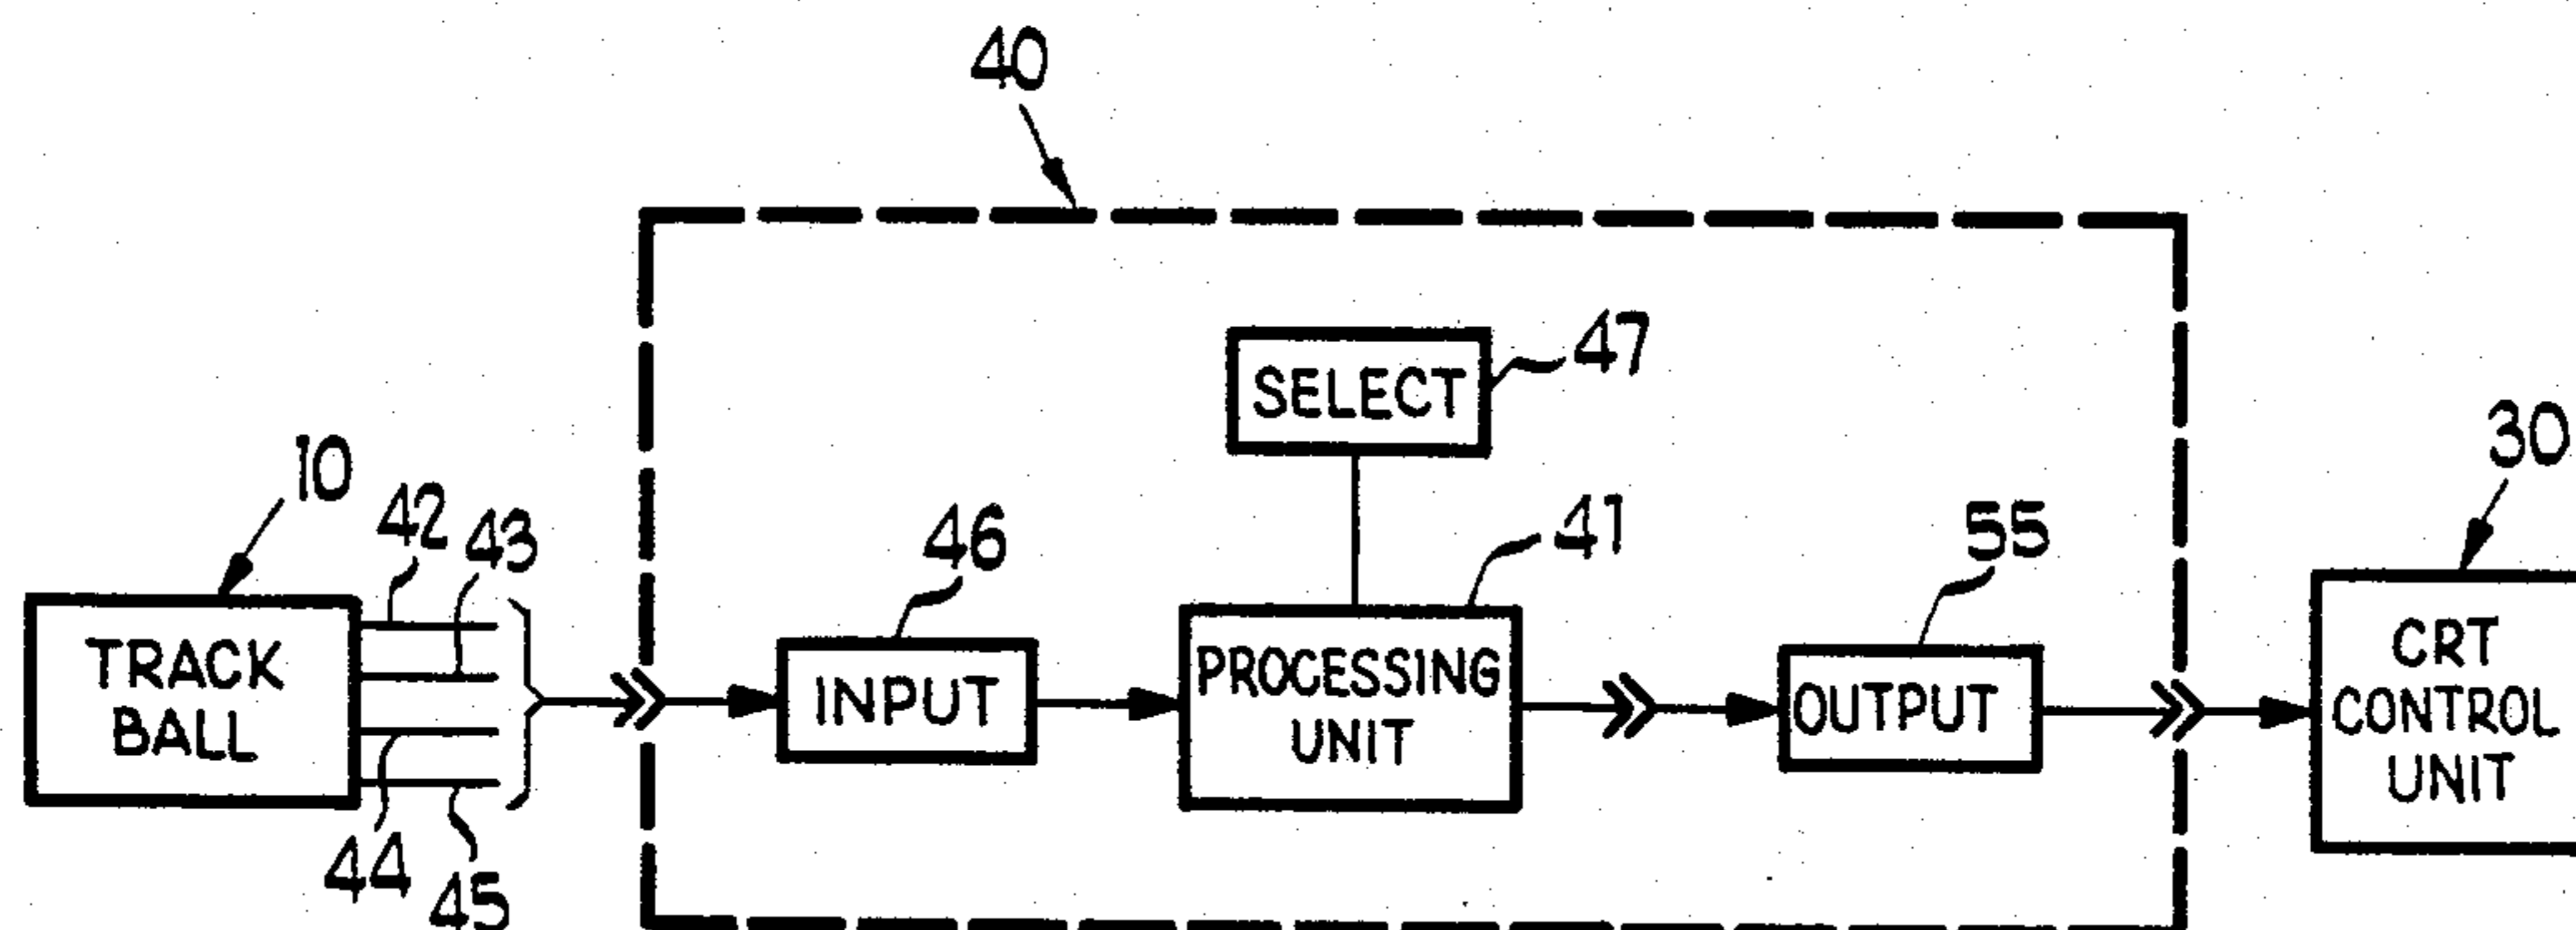 40
SELECT
47
10
42
43
46
41
55
30
TRACK
BALL
INPUT
PROCESSING
UNIT
OUTPUT
CRT
CONTROL
UNIT
44
45